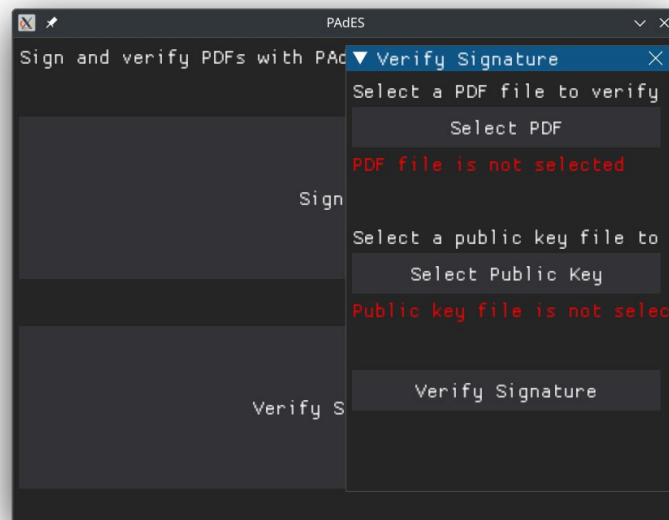 PAdES
Sign and verify PDFs with PAd
Sign
Verify S
Verify Signature
Select a PDF file to verify
Select PDF
PDF file is not selected
Select a public key file to
Select Public Key
Public key file is not selec
Verify Signature